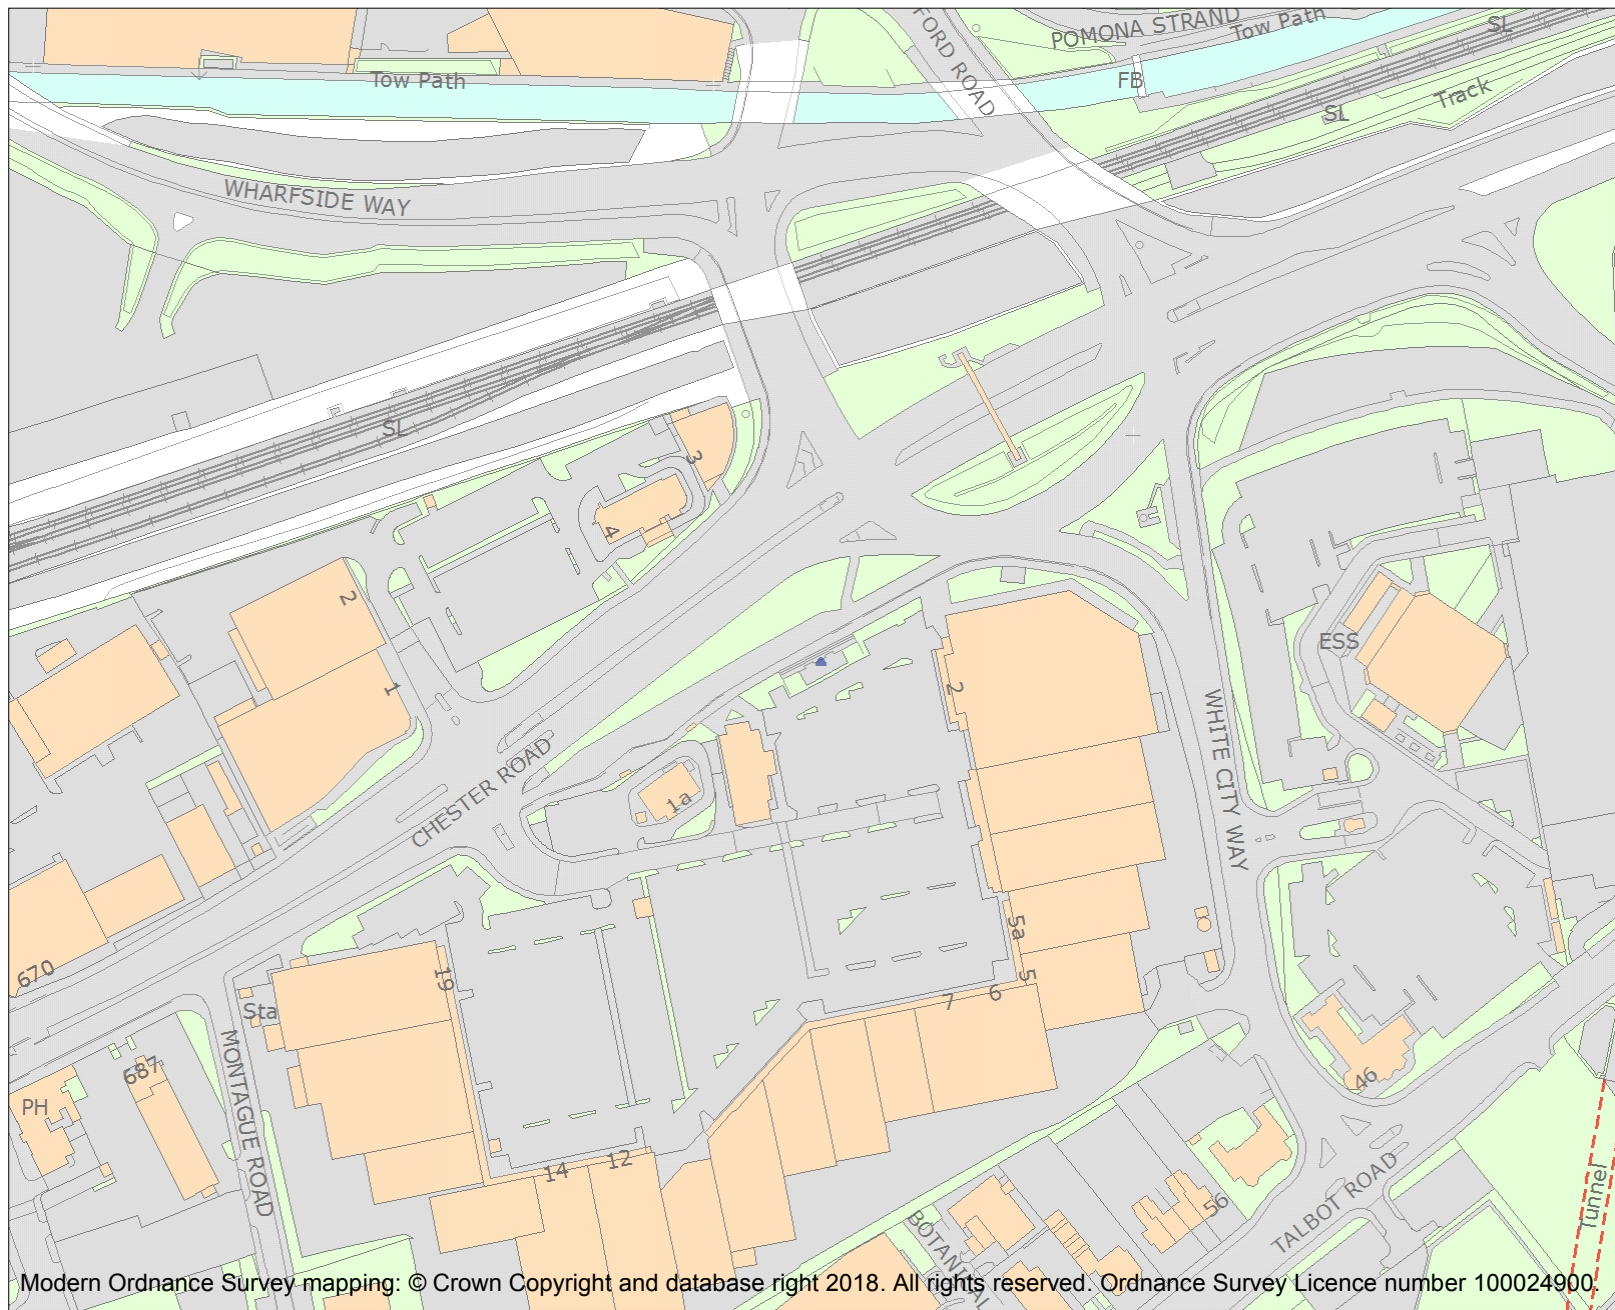 FORD ROAD
POMONA STRAND
Tow Path
SL
Tow Path
FB
SL
Track
WHARFSIDE WAY
SL
3
4
2
1
ESS
2
WHITE CITY WAY
CHESTER ROAD
1a
670
19
5a
5
6
7
Sta
MONTAGUE ROAD
687
PH
46
14
12
56
TALBOT ROAD
Tunnel
BOTANICAL
Modern Ordnance Survey mapping: © Crown Copyright and database right 2018. All rights reserved. Ordnance Survey Licence number 100024900.